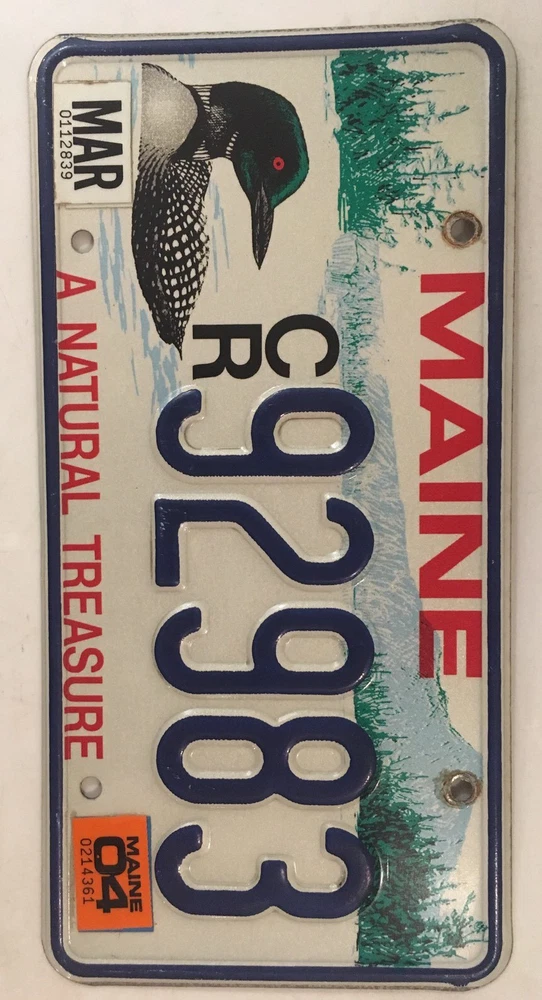 MAINE
CR 92983
MAR
0112839
A NATURAL TREASURE
MAINE
04
0214361